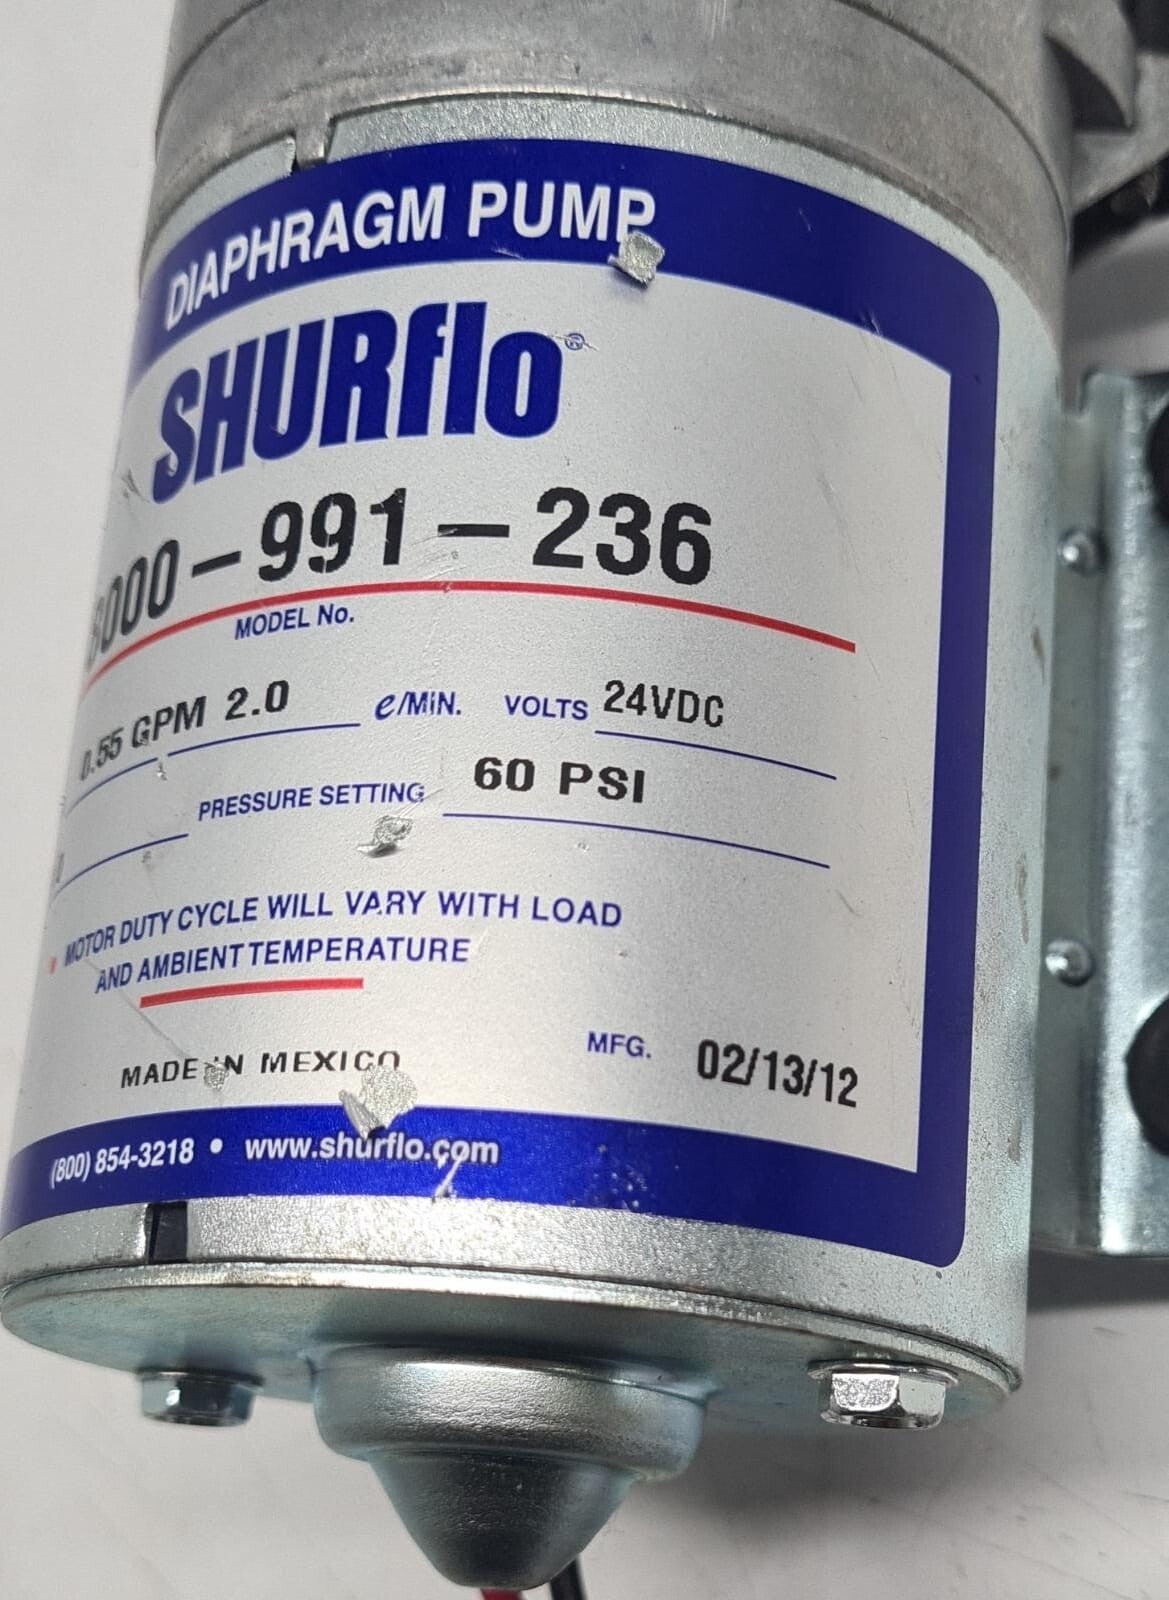 DIAPHRAGM PUMP
SHURflo®
8000-991-236
MODEL No.
0.55 GPM 2.0 ℓ/MIN. VOLTS 24VDC
PRESSURE SETTING 60 PSI
MOTOR DUTY CYCLE WILL VARY WITH LOAD
AND AMBIENT TEMPERATURE
MADE IN MEXICO MFG. 02/13/12
(800) 854-3218 • www.shurflo.com